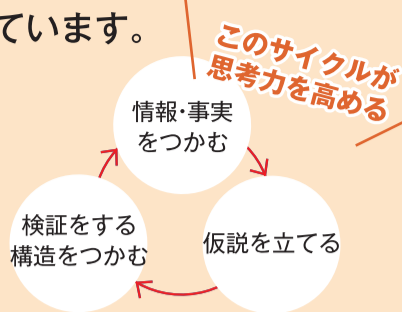 ています。
このサイクルが
思考力を高める
情報・事実
をつかむ
仮説を立てる
検証をする
構造をつかむ